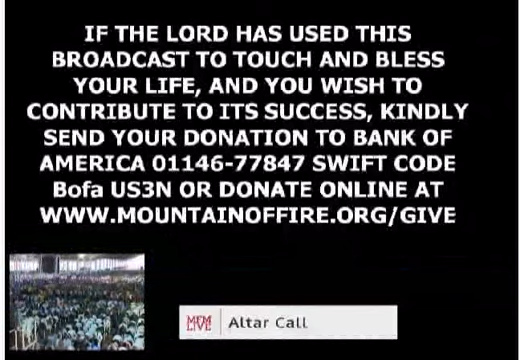 IF THE LORD HAS USED THIS
BROADCAST TO TOUCH AND BLESS
YOUR LIFE, AND YOU WISH TO
CONTRIBUTE TO ITS SUCCESS, KINDLY
SEND YOUR DONATION TO BANK OF
AMERICA 01146-77847 SWIFT CODE
Bofa US3N OR DONATE ONLINE AT
WWW.MOUNTAINOFFIRE.ORG/GIVE
MFM
LIVE
Altar Call